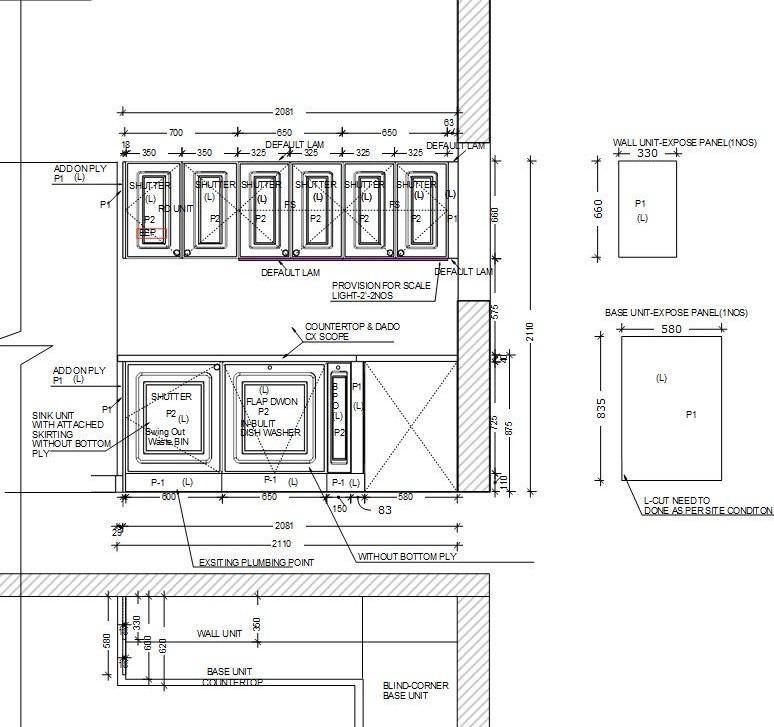 2081
63
700 650 650
DEFAULT LAM
DEFAULT LAM
18 350 350 325 325 325 325
ADD ON PLY
P1 (L)
P1
SHUTTER SHUTTER SHUTTER SHUTTER SHUTTER SHUTTER
(L) (L) (L) (L) (L) (L) (L)
RO UNIT FS FS
P2 P2 P2 P2 P2 P2 P1
660
DEFAULT LAM
DEFAULT LAM
PROVISION FOR SCALE
LIGHT-2'-2NOS
575
2110
COUNTERTOP & DADO
CX SCOPE
WALL UNIT-EXPOSE PANEL(1NOS)
330
660
P1
(L)
BASE UNIT-EXPOSE PANEL(1NOS)
580
835
(L)
P1
L-CUT NEED TO
DONE AS PER SITE CONDITON
ADD ON PLY
P1 (L)
P1
SINK UNIT
WITH ATTACHED
SKIRTING
WITHOUT BOTTOM
PLY
SHUTTER
P2 (L)
Swing Out
Waste BIN
(L)
FLAP DWON
P2
IN-BULIT
DISH WASHER
B
P
O
(L)
P2
P1
(L)
725
875
110
P-1 (L) P-1 (L) P-1 (L)
600 650 150 83 580
2081
29
2110
EXSITING PLUMBING POINT
WITHOUT BOTTOM PLY
580 330 600 620 350
WALL UNIT
BASE UNIT
COUNTERTOP
BLIND-CORNER
BASE UNIT